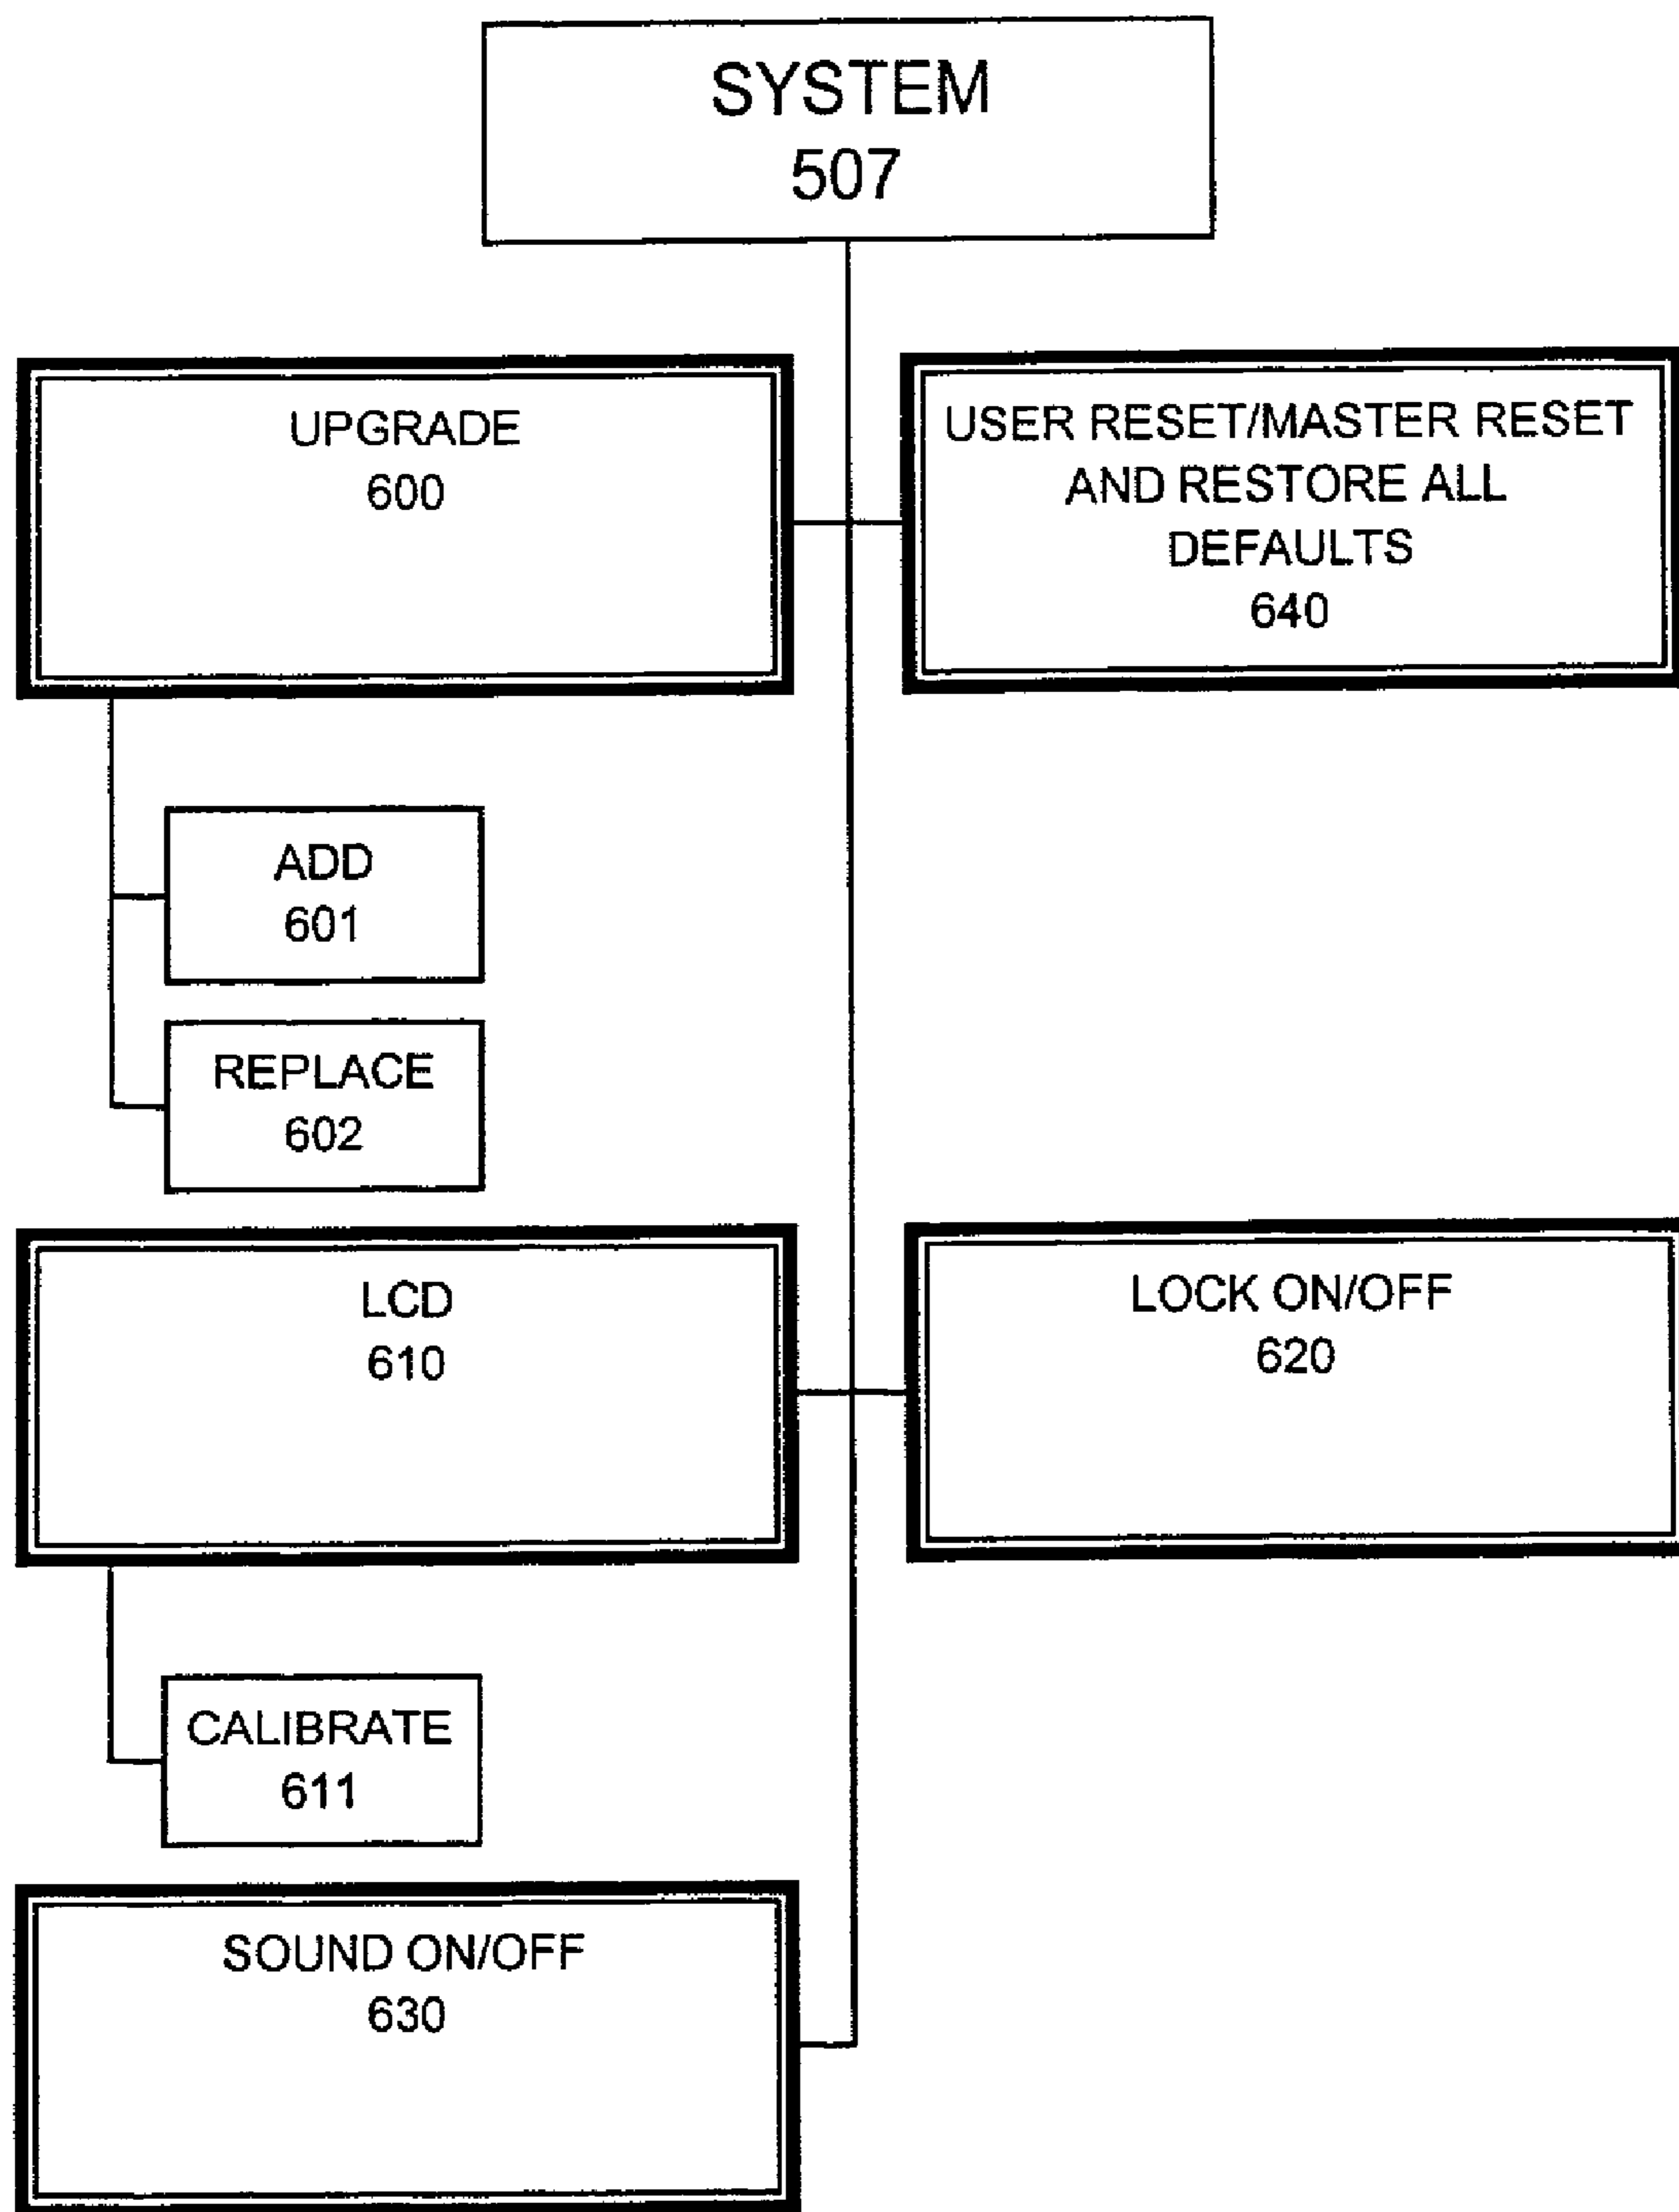 SYSTEM
507
UPGRADE
600
USER RESET/MASTER RESET
AND RESTORE ALL
DEFAULTS
640
ADD
601
REPLACE
602
LCD
610
LOCK ON/OFF
620
CALIBRATE
611
SOUND ON/OFF
630